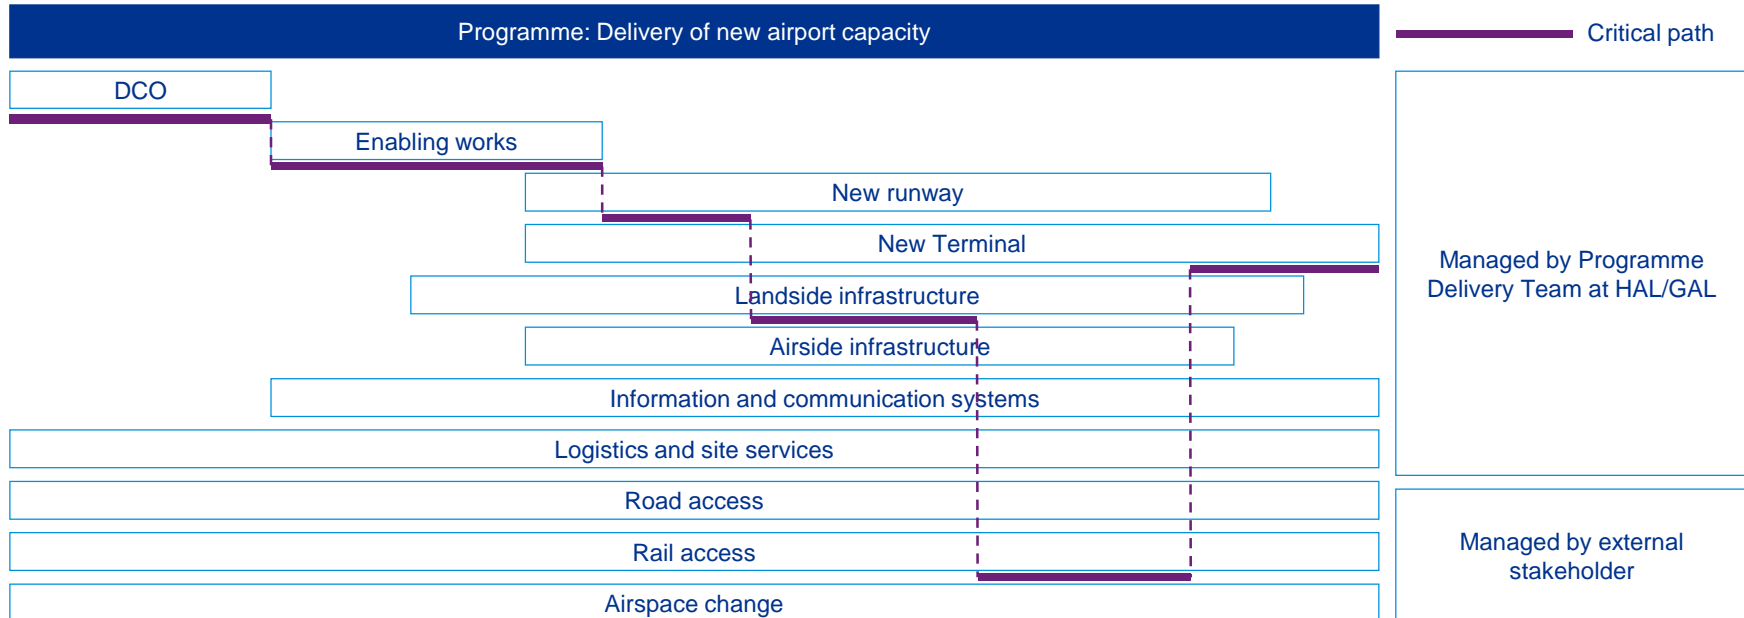 Programme: Delivery of new airport capacity
Critical path
DCO
Enabling works
New runway
New Terminal
Landside infrastructure
Airside infrastructure
Information and communication systems
Logistics and site services
Road access
Rail access
Airspace change
Managed by Programme
Delivery Team at HAL/GAL
Managed by external
stakeholder